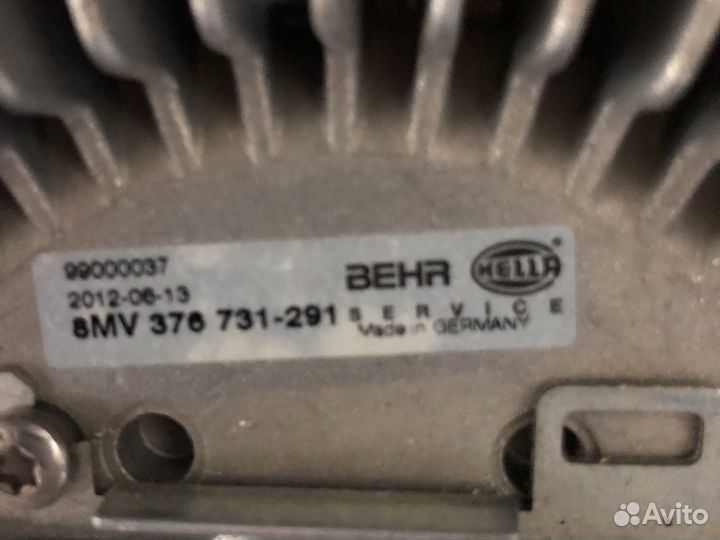 99000037
2012-06-13
8MV 376 731-291
BEHR HELLA
SERVICE
Made in GERMANY
Avito